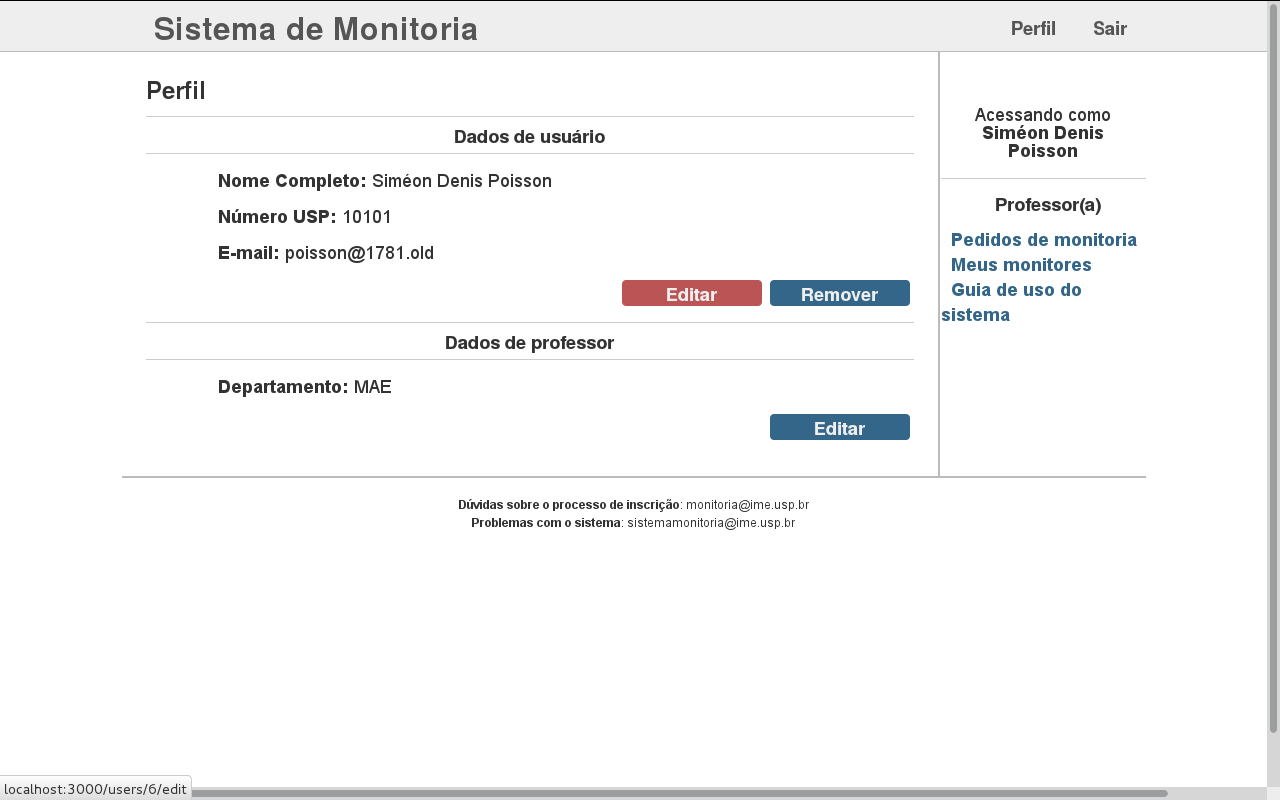 Sistema de Monitoria
Perfil
Sair
Perfil
Dados de usuário
Nome Completo: Siméon Denis Poisson
Número USP: 10101
E-mail: poisson@1781.old
Editar
Remover
Dados de professor
Departamento: MAE
Editar
Acessando como
Siméon Denis
Poisson
Professor(a)
Pedidos de monitoria
Meus monitores
Guia de uso do
sistema
Dúvidas sobre o processo de inscrição: monitoria@ime.usp.br
Problemas com o sistema: sistemamonitoria@ime.usp.br
localhost:3000/users/6/edit